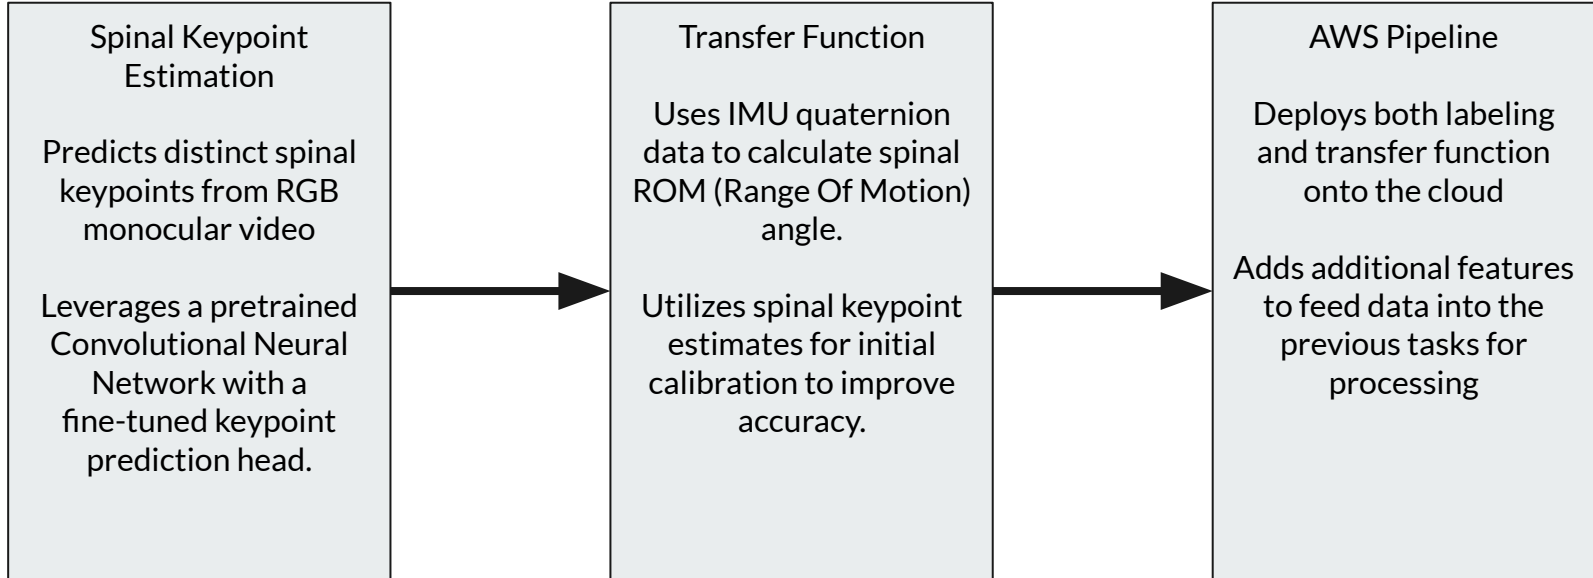 Spinal Keypoint
Estimation
Predicts distinct spinal
keypoints from RGB
monocular video
Leverages a pretrained
Convolutional Neural
Network with a
fine-tuned keypoint
prediction head.
Transfer Function
Uses IMU quaternion
data to calculate spinal
ROM (Range Of Motion)
angle.
Utilizes spinal keypoint
estimates for initial
calibration to improve
accuracy.
AWS Pipeline
Deploys both labeling
and transfer function
onto the cloud
Adds additional features
to feed data into the
previous tasks for
processing